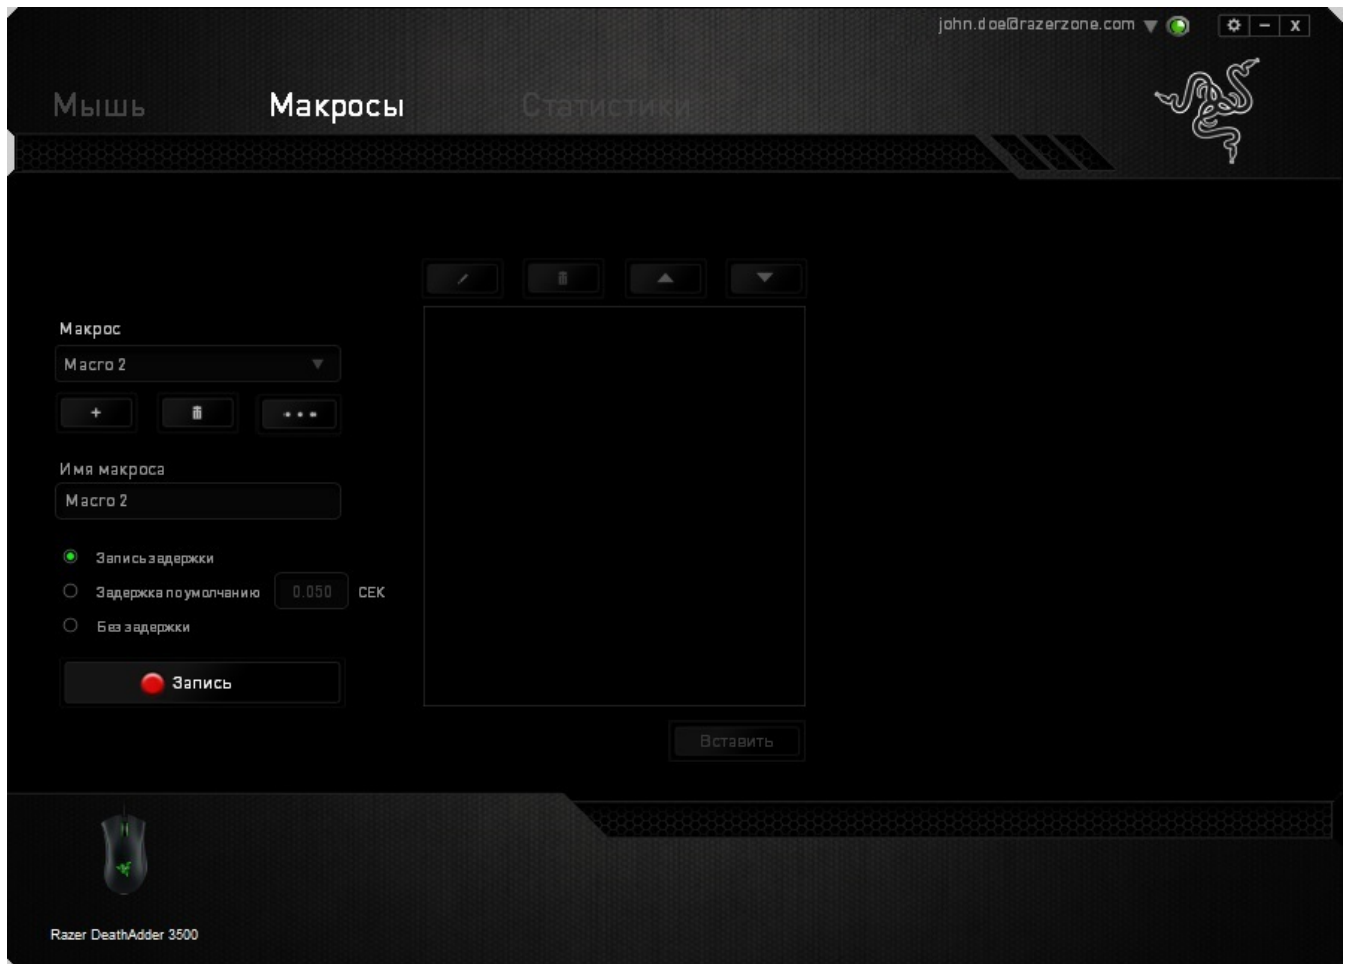 john.doe@razerzone.com
Мышь Макросы Статистики
Макрос
Macro 2
Имя макроса
Macro 2
Запись задержки
Задержка по умолчанию 0.050 СЕК
Без задержки
Запись
Вставить
Razer DeathAdder 3500